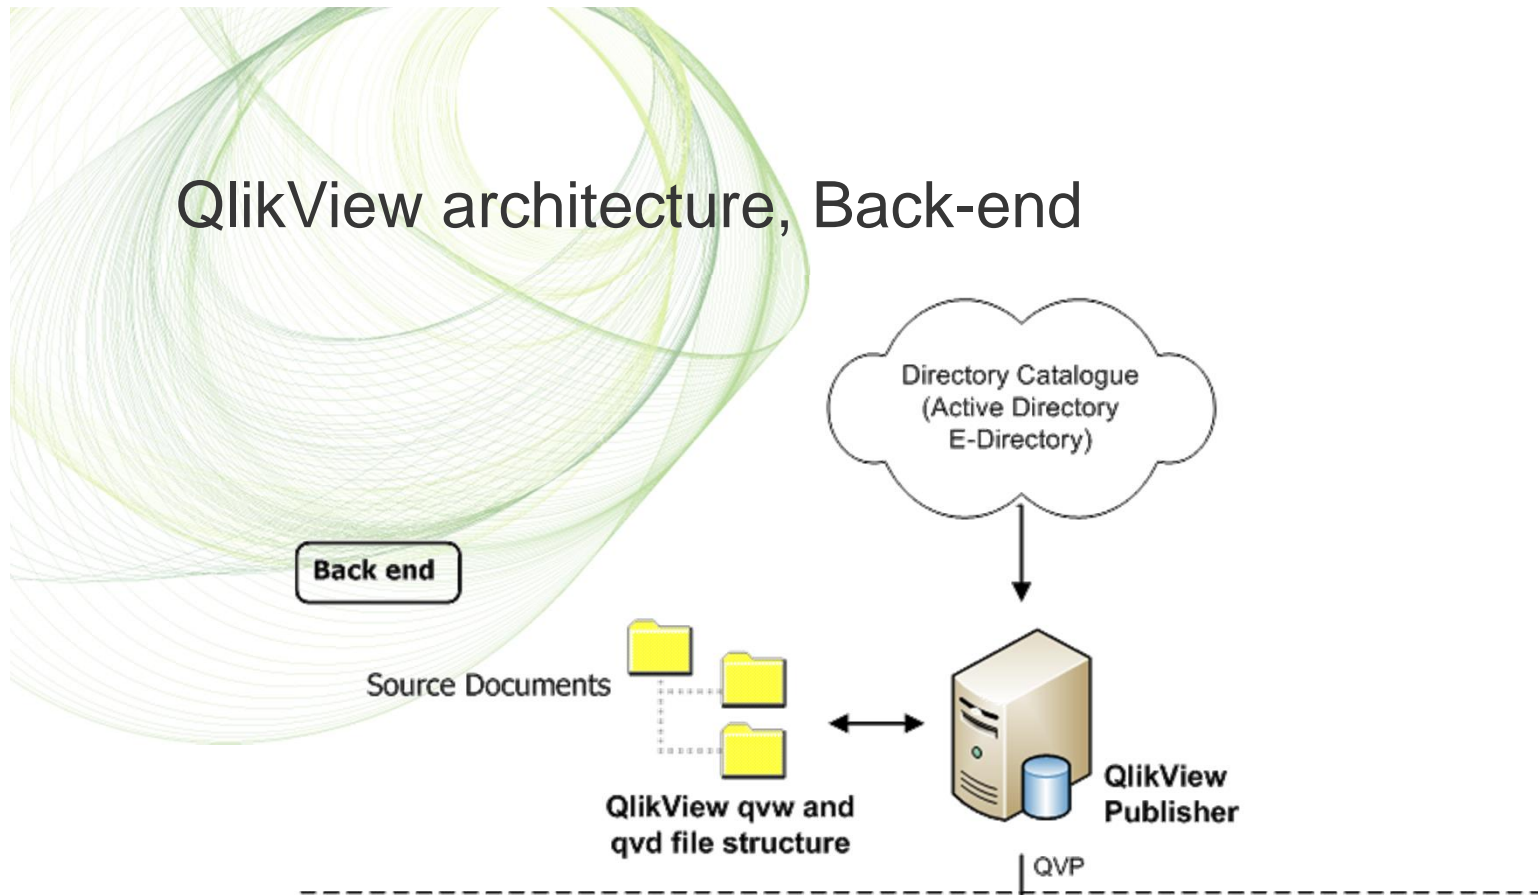 QlikView architecture, Back-end
Directory Catalogue
(Active Directory
E-Directory)
Back end
Source Documents
QlikView qvw and
qvd file structure
QlikView
Publisher
QVP